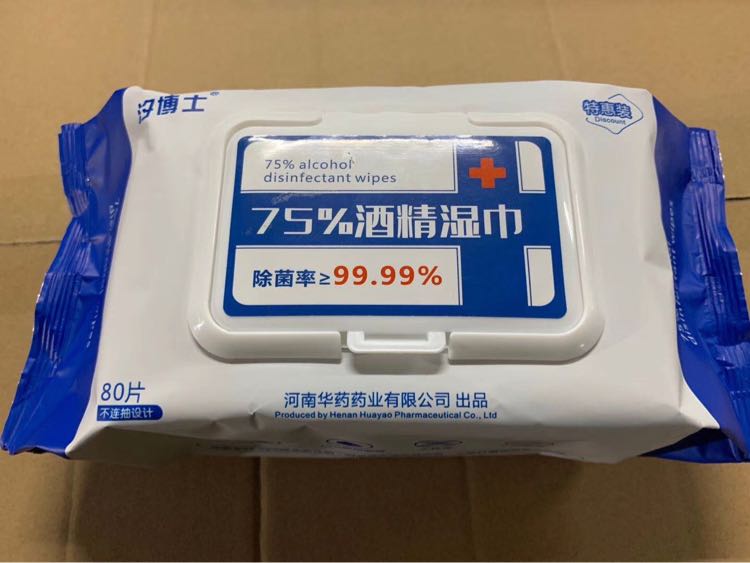 汐博士®
特惠装
Discount
75% alcohol
disinfectant wipes
75%酒精湿巾
除菌率≥99.99%
80片
不连抽设计
河南华药药业有限公司 出品
Produced by Henan Huayao Pharmaceutical Co., Ltd